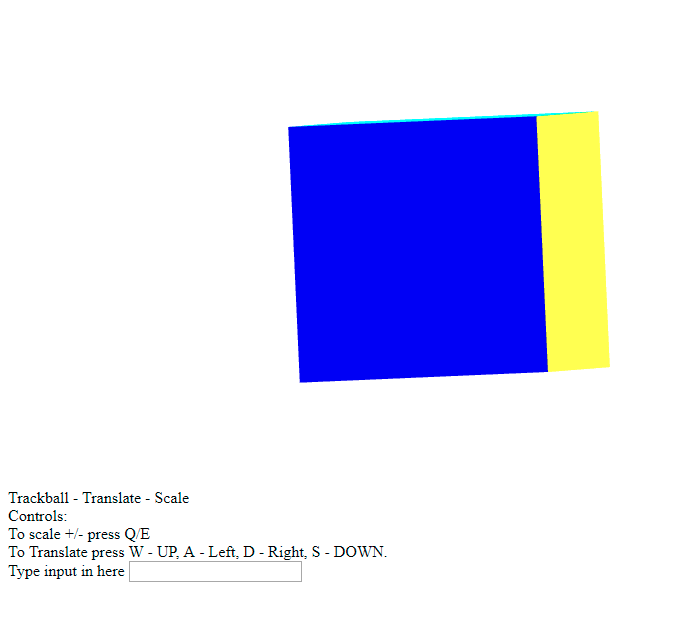 Trackball - Translate - Scale
Controls:
To scale +/- press Q/E
To Translate press W - UP, A - Left, D - Right, S - DOWN.
Type input in here